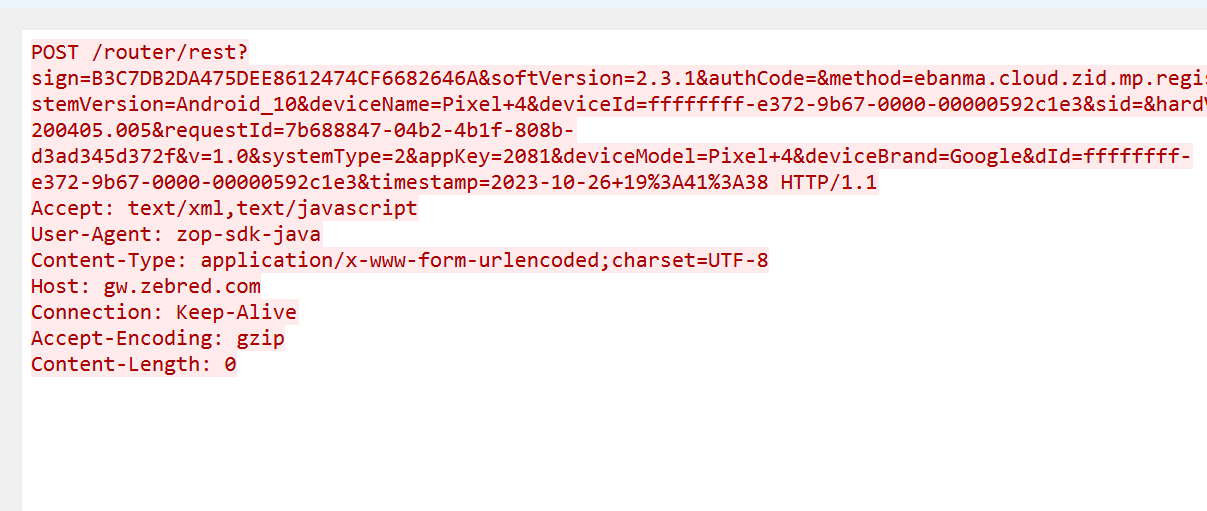 POST /router/rest?
sign=B3C7DB2DA475DEE8612474CF6682646A&softVersion=2.3.1&authCode=&method=ebanma.cloud.zid.mp.regis
stemVersion=Android_10&deviceName=Pixel+4&deviceId=ffffffff-e372-9b67-0000-00000592c1e3&sid=&hardV
200405.005&requestId=7b688847-04b2-4b1f-808b-
d3ad345d372f&v=1.0&systemType=2&appKey=2081&deviceModel=Pixel+4&deviceBrand=Google&dId=ffffffff-
e372-9b67-0000-00000592c1e3&timestamp=2023-10-26+19%3A41%3A38 HTTP/1.1
Accept: text/xml,text/javascript
User-Agent: zop-sdk-java
Content-Type: application/x-www-form-urlencoded;charset=UTF-8
Host: gw.zebred.com
Connection: Keep-Alive
Accept-Encoding: gzip
Content-Length: 0